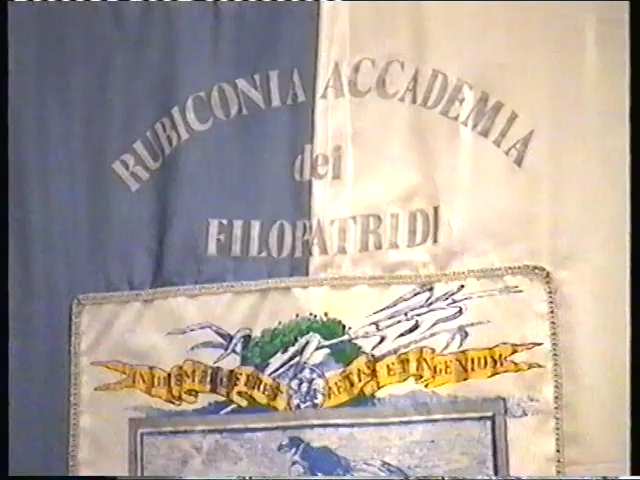 RUBICONIA ACCADEMIA
dei
FILOPATRIDI
AETAS ET INGENIUM